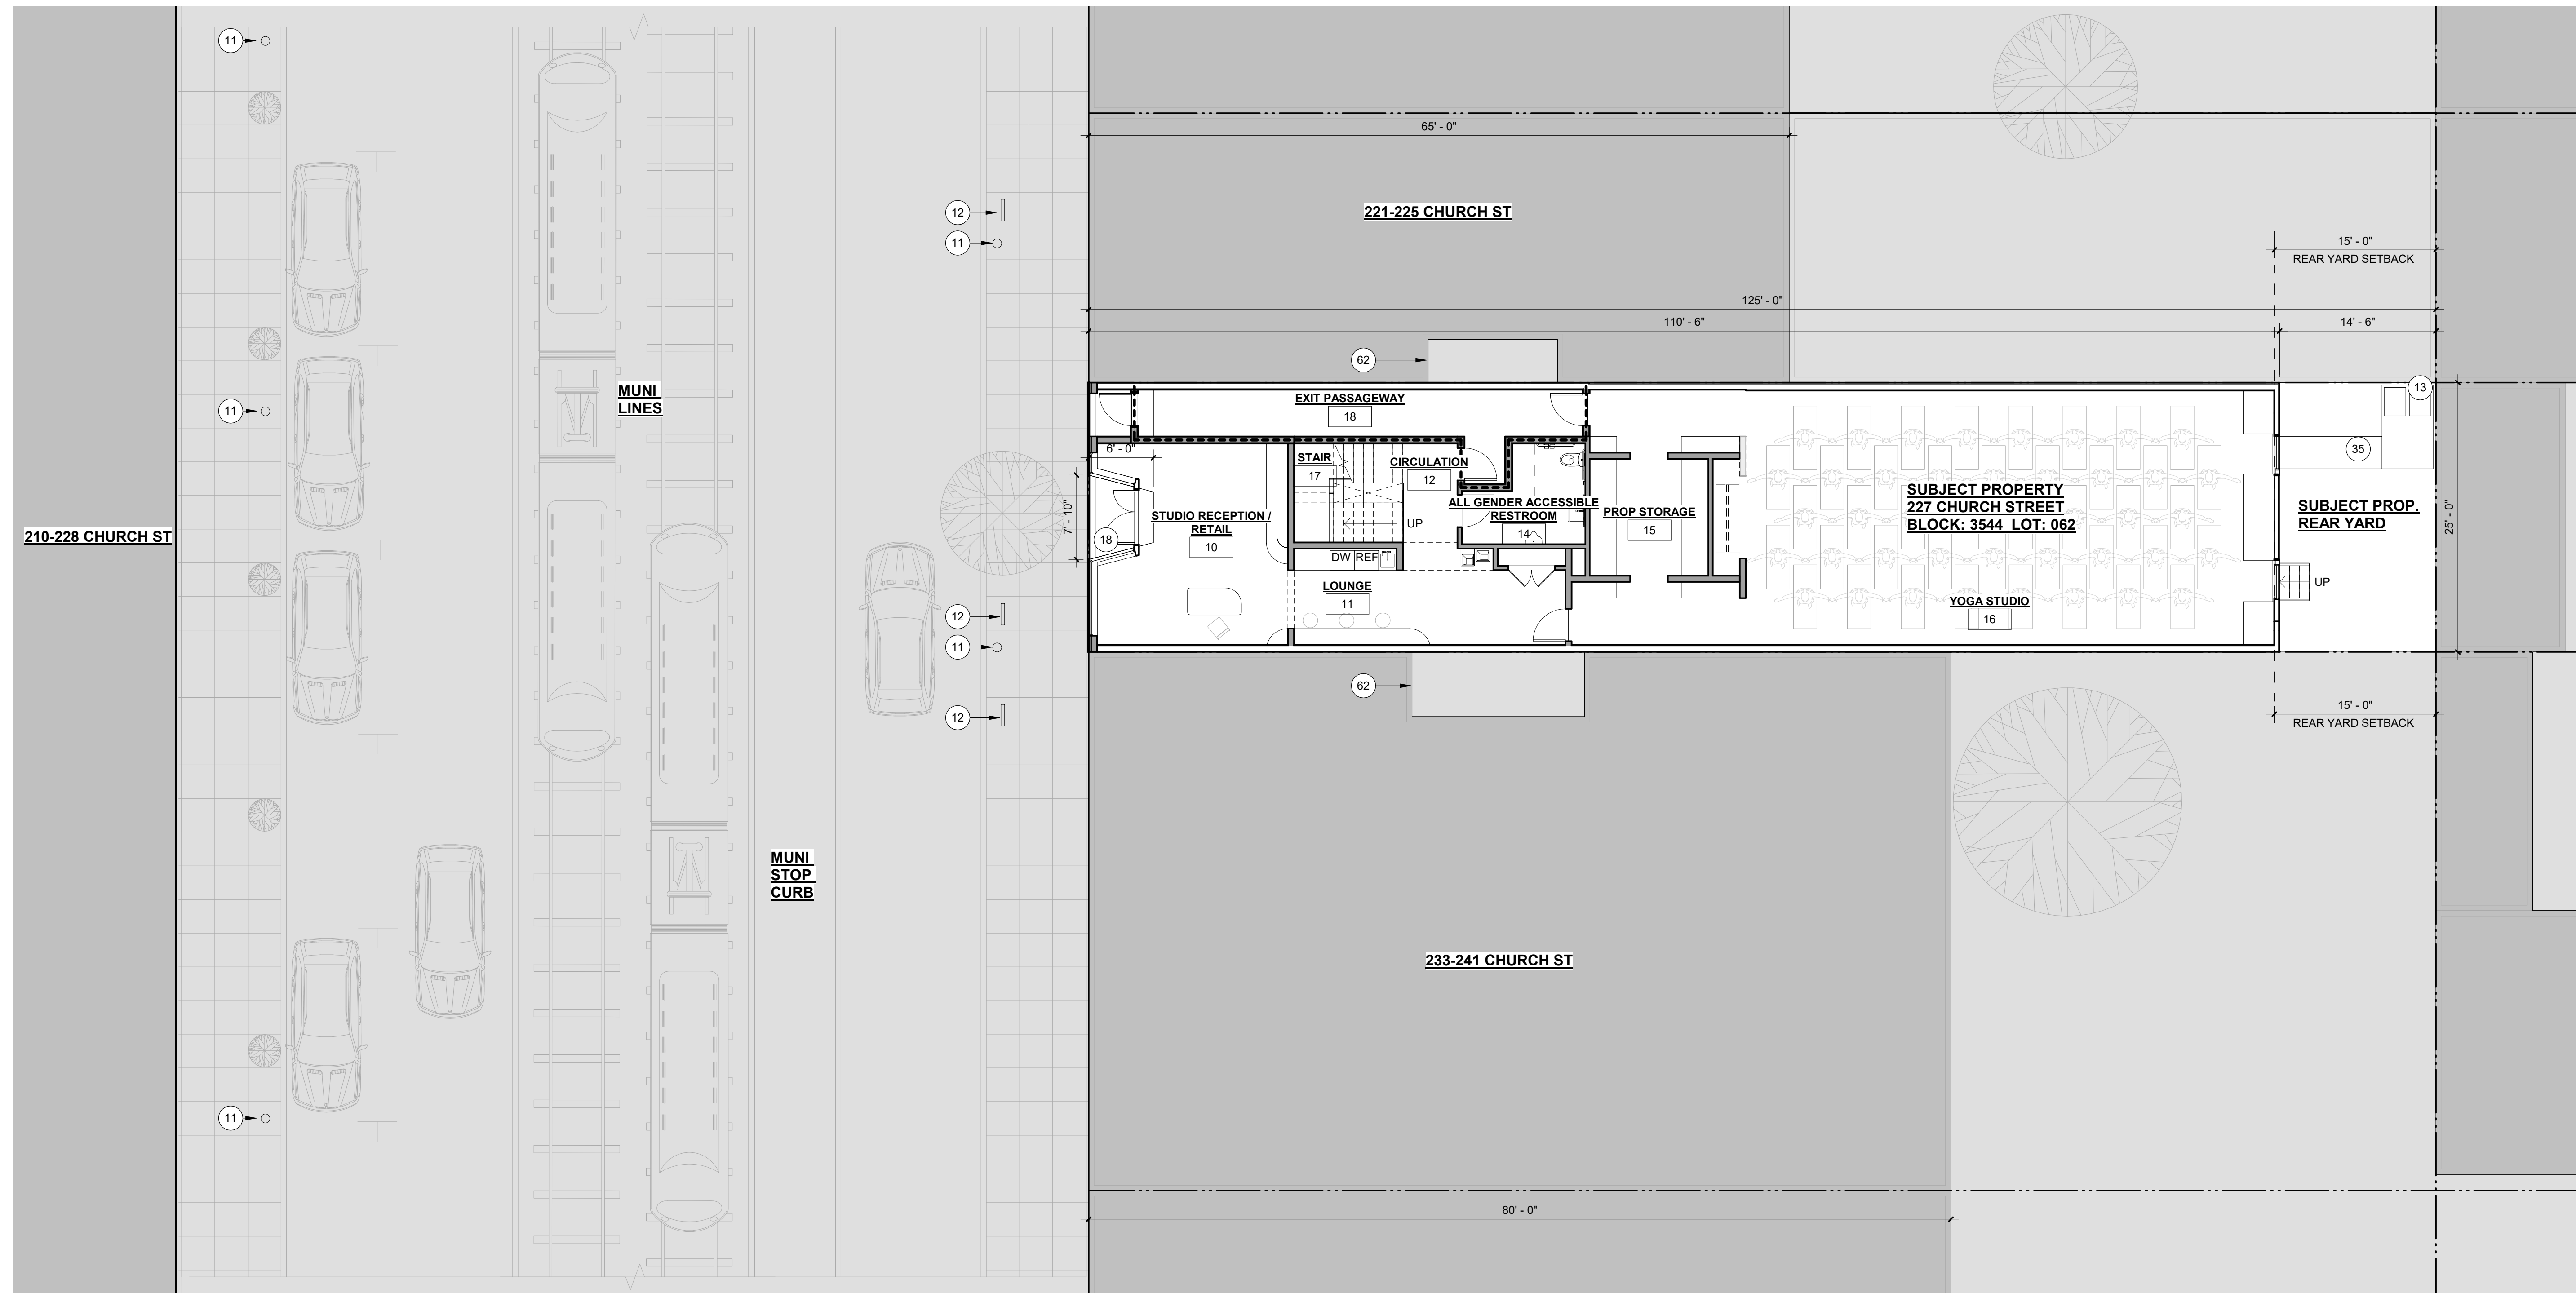 11
65' - 0"
12
221-225 CHURCH ST
11
15' - 0"
REAR YARD SETBACK
125' - 0"
110' - 6"
14' - 6"
62
13
MUNI
LINES
11
EXIT PASSAGEWAY
18
6' - 0"
35
STAIR
17
CIRCULATION
12
ALL GENDER ACCESSIBLE
RESTROOM
14
PROP STORAGE
15
SUBJECT PROPERTY
227 CHURCH STREET
BLOCK: 3544 LOT: 062
SUBJECT PROP.
REAR YARD
25' - 0"
210-228 CHURCH ST
7' - 10"
18
STUDIO RECEPTION /
RETAIL
10
UP
DW
REF
LOUNGE
11
YOGA STUDIO
16
UP
12
11
62
12
15' - 0"
REAR YARD SETBACK
MUNI
STOP
CURB
233-241 CHURCH ST
11
80' - 0"